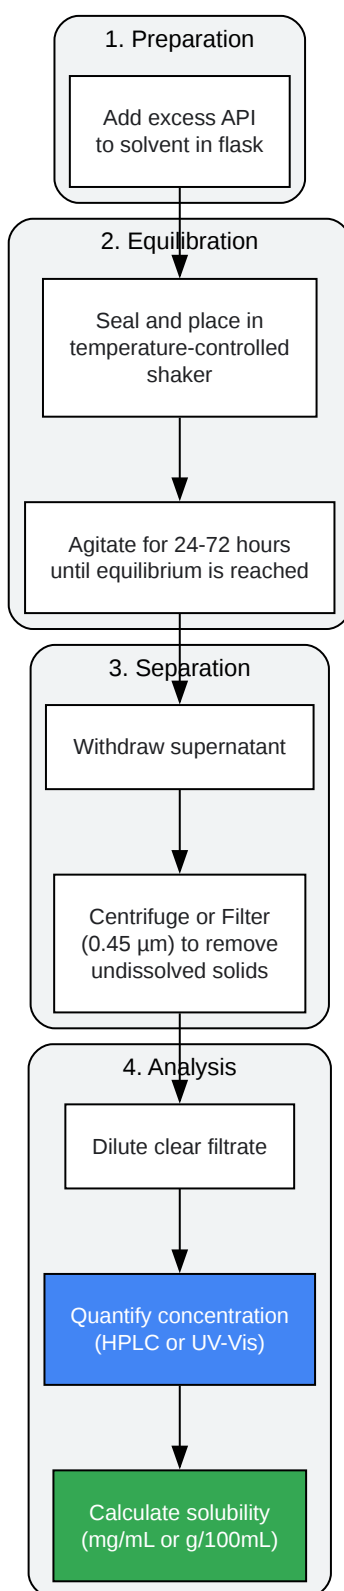 1. Preparation
Add excess API
to solvent in flask
2. Equilibration
Seal and place in
temperature-controlled
shaker
Agitate for 24-72 hours
until equilibrium is reached
3. Separation
Withdraw supernatant
Centrifuge or Filter
(0.45 µm) to remove
undissolved solids
4. Analysis
Dilute clear filtrate
Quantify concentration
(HPLC or UV-Vis)
Calculate solubility
(mg/mL or g/100mL)